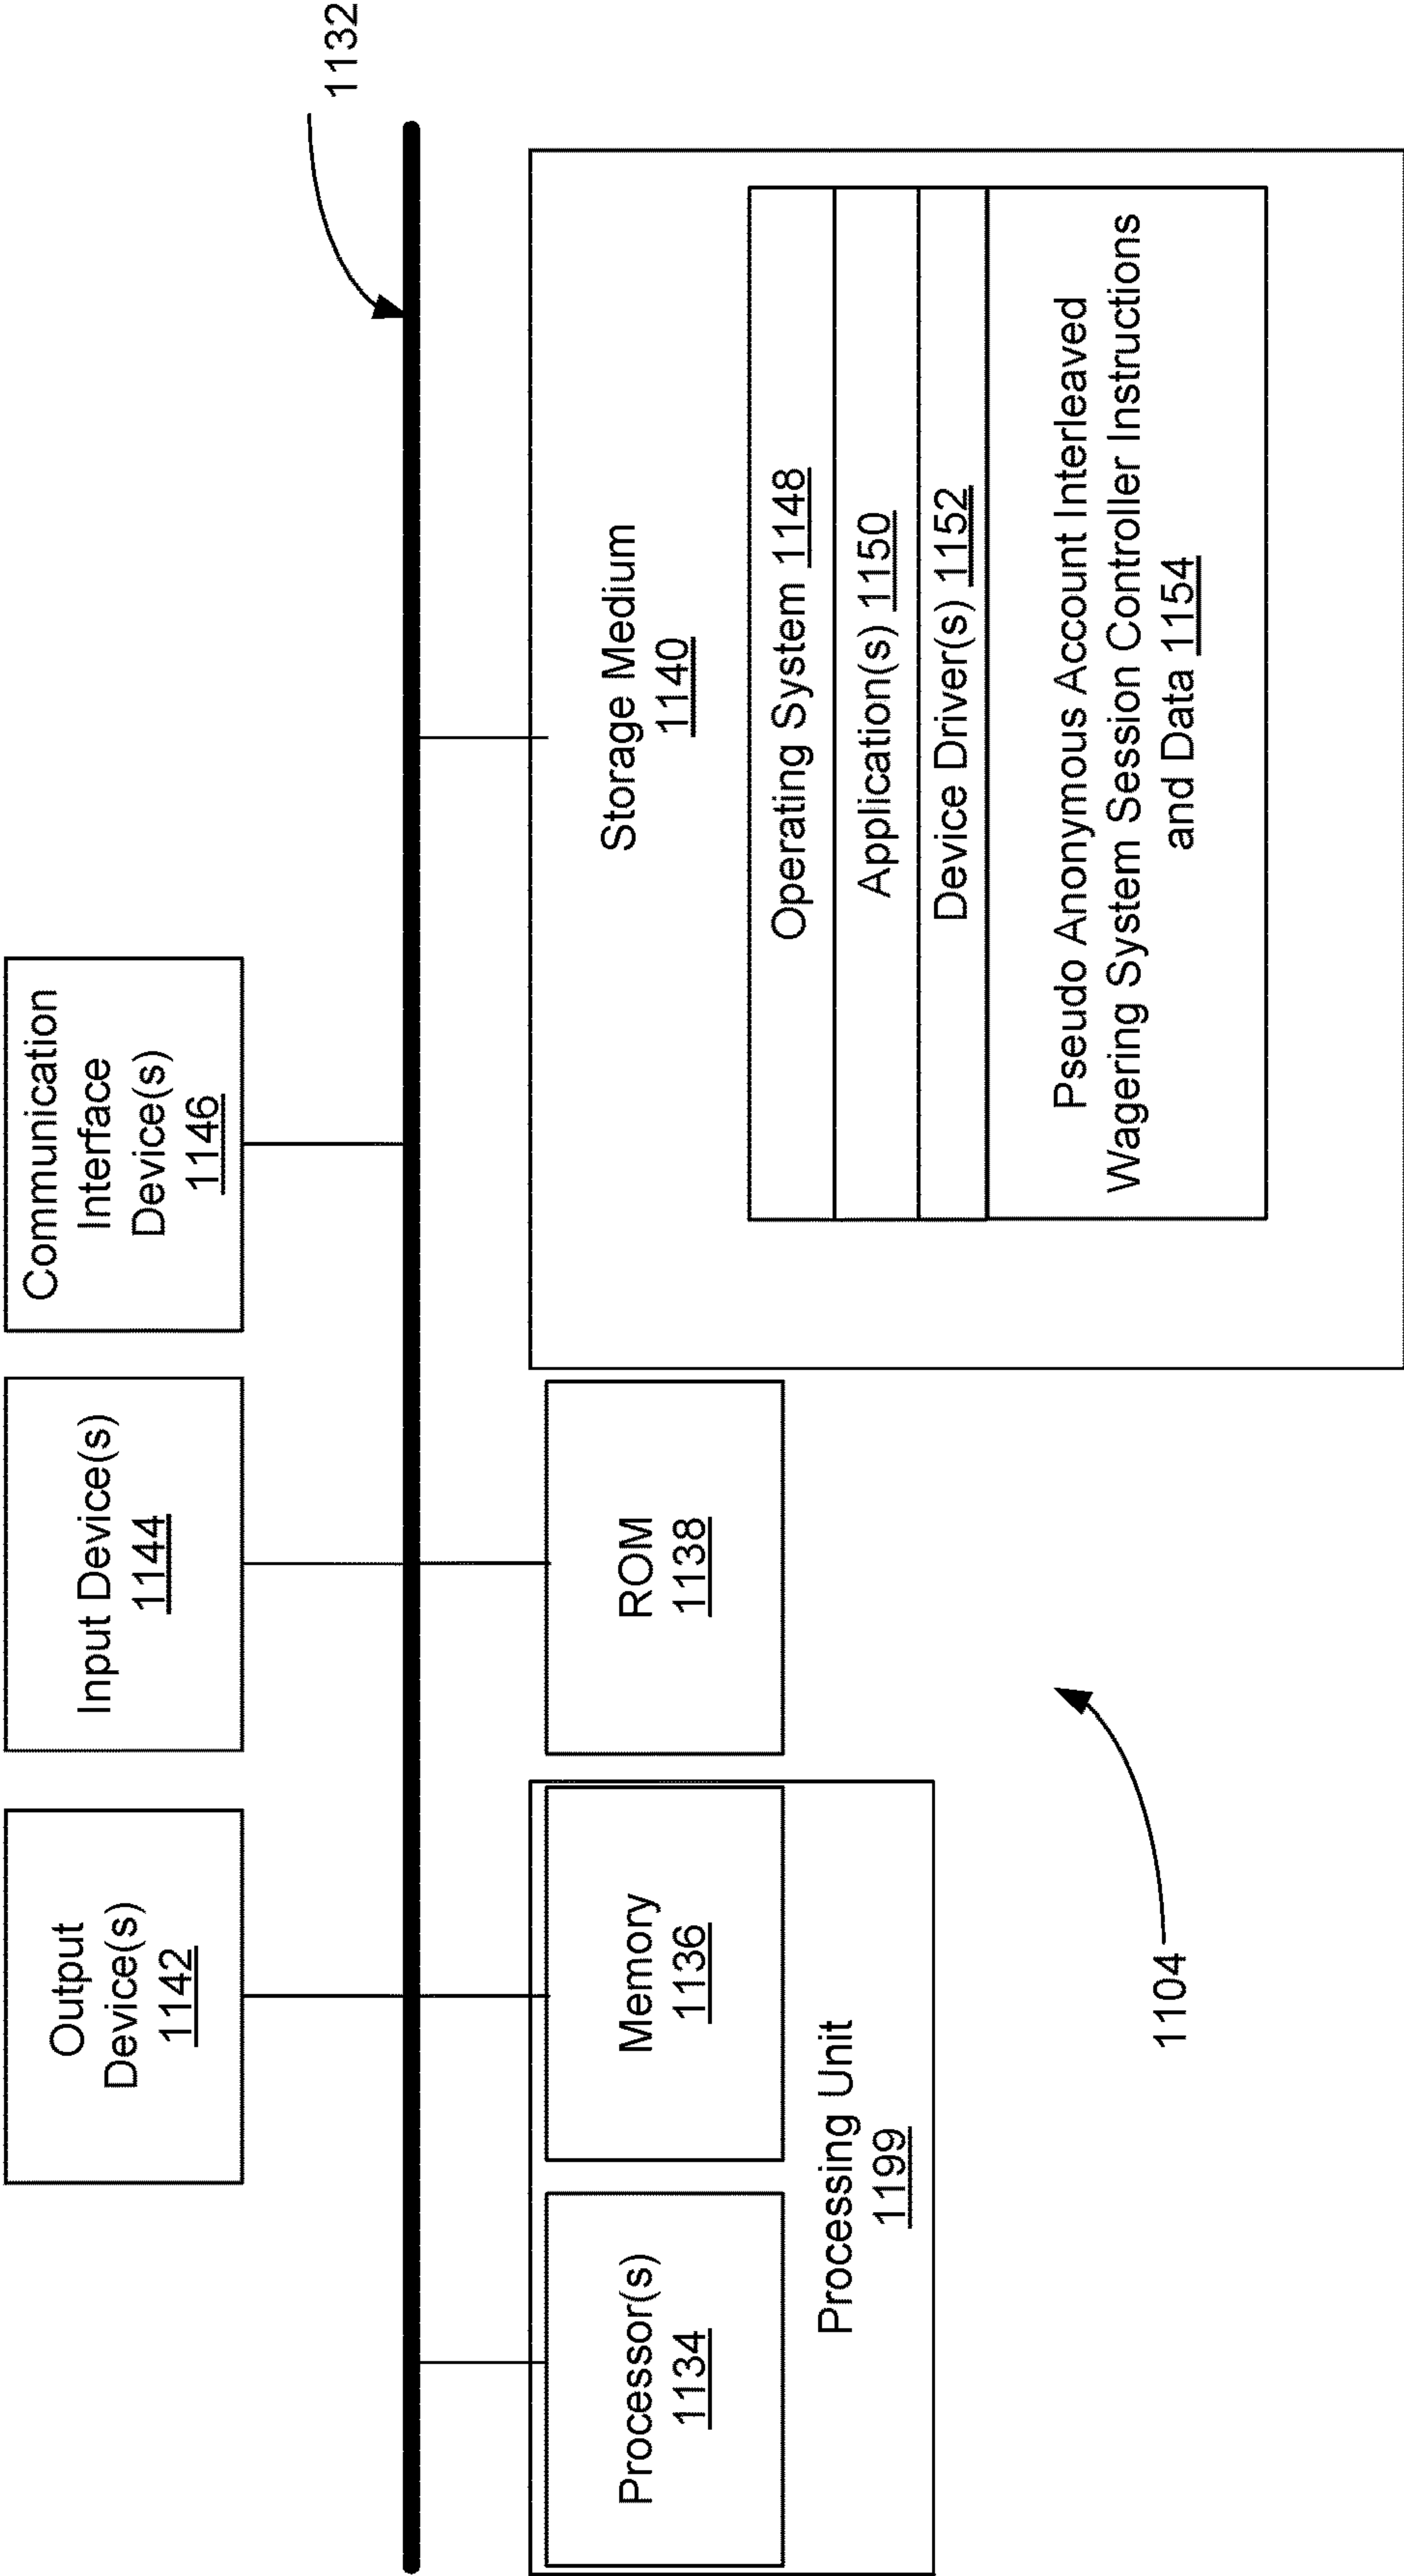 Output
Device(s)
1142
Input Device(s)
1144
Communication
Interface
Device(s)
1146
1132
Processor(s)
1134
Memory
1136
Processing Unit
1199
ROM
1138
Storage Medium
1140
Operating System 1148
Application(s) 1150
Device Driver(s) 1152
Pseudo Anonymous Account Interleaved
Wagering System Session Controller Instructions
and Data 1154
1104